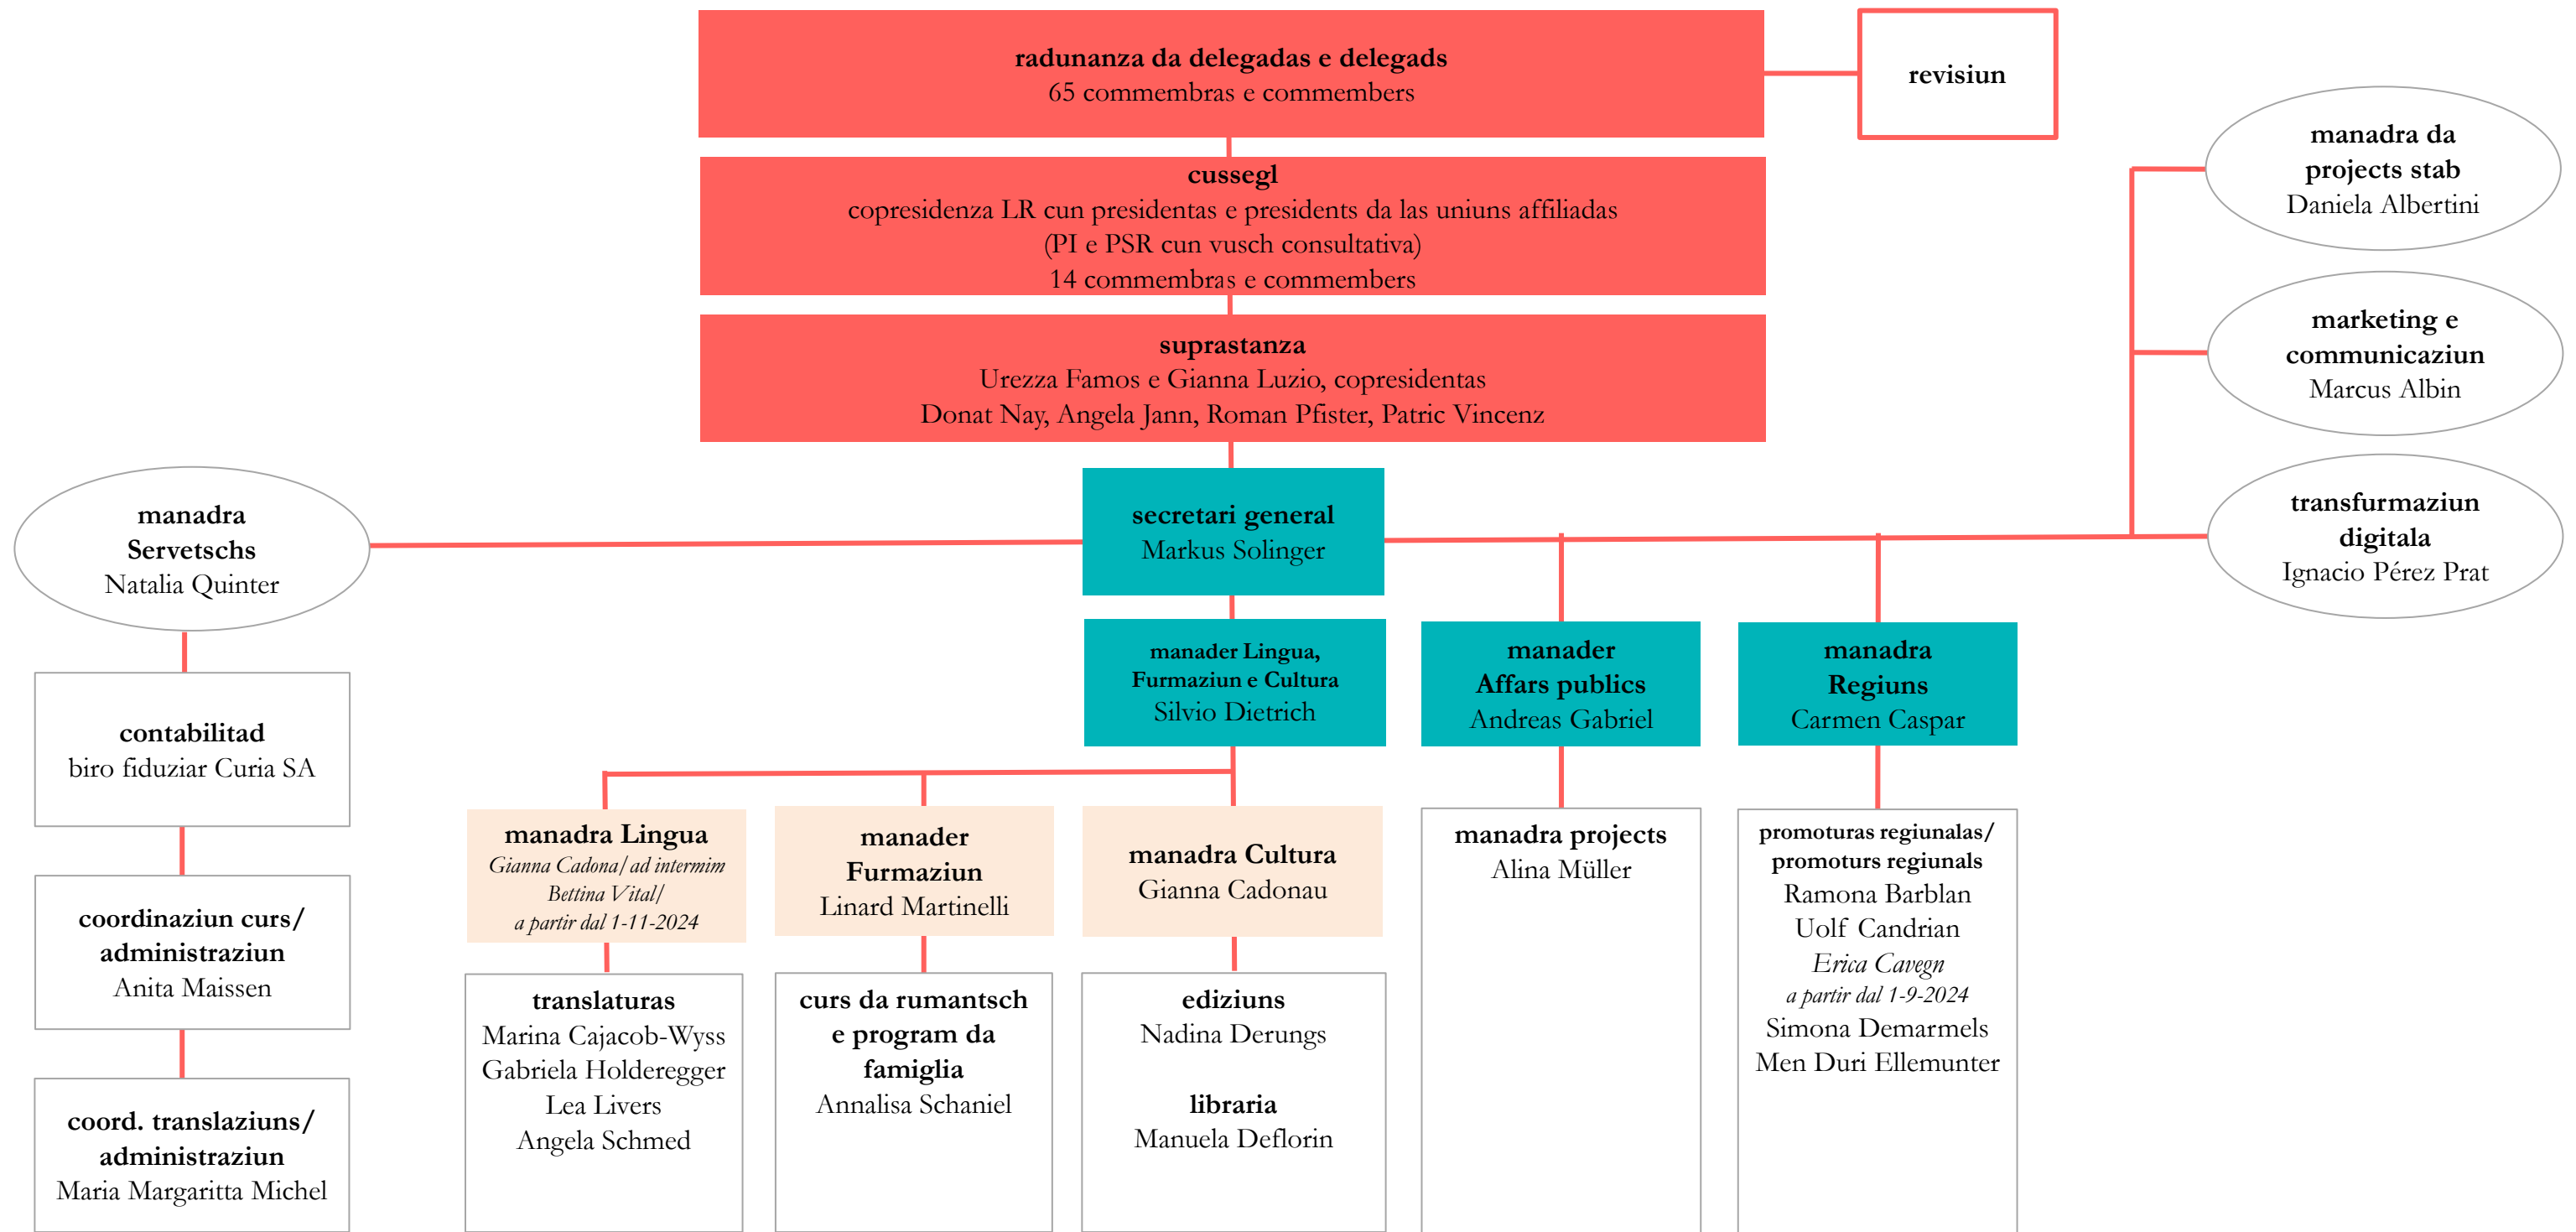 radunanza da delegadas e delegads
65 commembras e commembers
revisiun
cussegl
copresidenza LR cun presidentas e presidents da las uniuns affiliadas
(PI e PSR cun vusch consultativa)
14 commembras e commembers
suprastanza
Urezza Famos e Gianna Luzio, copresidentas
Donat Nay, Angela Jann, Roman Pfister, Patric Vincenz
manadra da
projects stab
Daniela Albertini
marketing e
communicaziun
Marcus Albin
transfurmaziun
digitala
Ignacio Pérez Prat
secretari general
Markus Solinger
manadra
Servetschs
Natalia Quinter
contabilitad
biro fiduziar Curia SA
coordinaziun curs/
administraziun
Anita Maissen
coord. translaziuns/
administraziun
Maria Margaritta Michel
manader Lingua,
Furmaziun e Cultura
Silvio Dietrich
manader
Affars publics
Andreas Gabriel
manadra
Regiuns
Carmen Caspar
manadra Lingua
Gianna Cadona/ad intermim
Bettina Vital/
a partir dal 1-11-2024
manader
Furmaziun
Linard Martinelli
manadra Cultura
Gianna Cadonau
manadra projects
Alina Müller
promoturas regiunalas/
promoturs regiunals
Ramona Barblan
Uolf Candrian
Erica Cavegn
a partir dal 1-9-2024
Simona Demarmels
Men Duri Ellemunter
translaturas
Marina Cajacob-Wyss
Gabriela Holderegger
Lea Livers
Angela Schmed
curs da rumantsch
e program da
famiglia
Annalisa Schaniel
ediziuns
Nadina Derungs
libraria
Manuela Deflorin